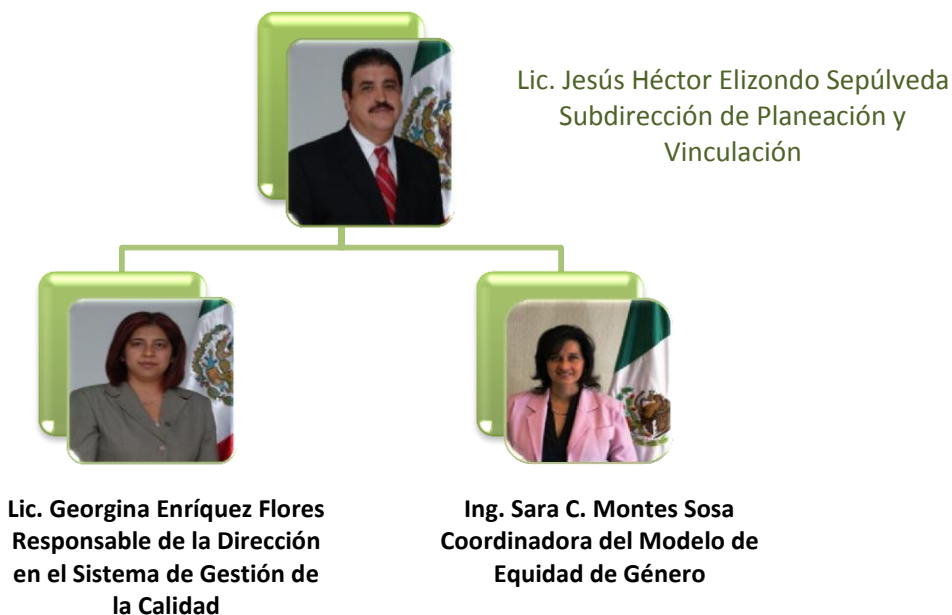 Lic. Jesús Héctor Elizondo Sepúlveda
Subdirección de Planeación y
Vinculación
Lic. Georgina Enríquez Flores
Responsable de la Dirección
en el Sistema de Gestión de
la Calidad
Ing. Sara C. Montes Sosa
Coordinadora del Modelo de
Equidad de Género